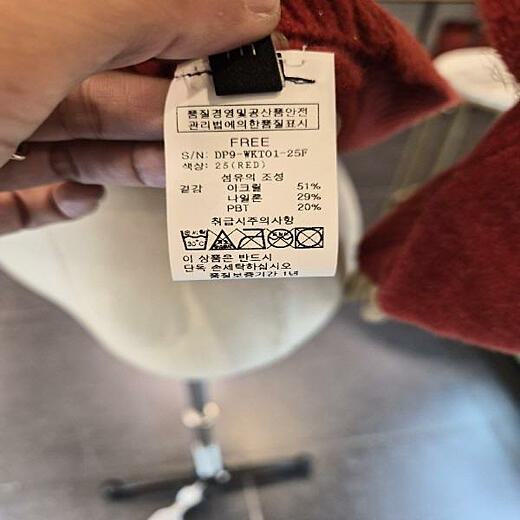 품질경영및공산품안전
관리법에의한품질표시
FREE
S/N: DP9-WKT01-25F
색상: 25(RED)
섬유의 조성
겉감 아크릴 51%
나일론 29%
PBT 20%
취급시주의사항
30℃
이 상품은 반드시
단독 손세탁하십시오
품질보증기간 1년